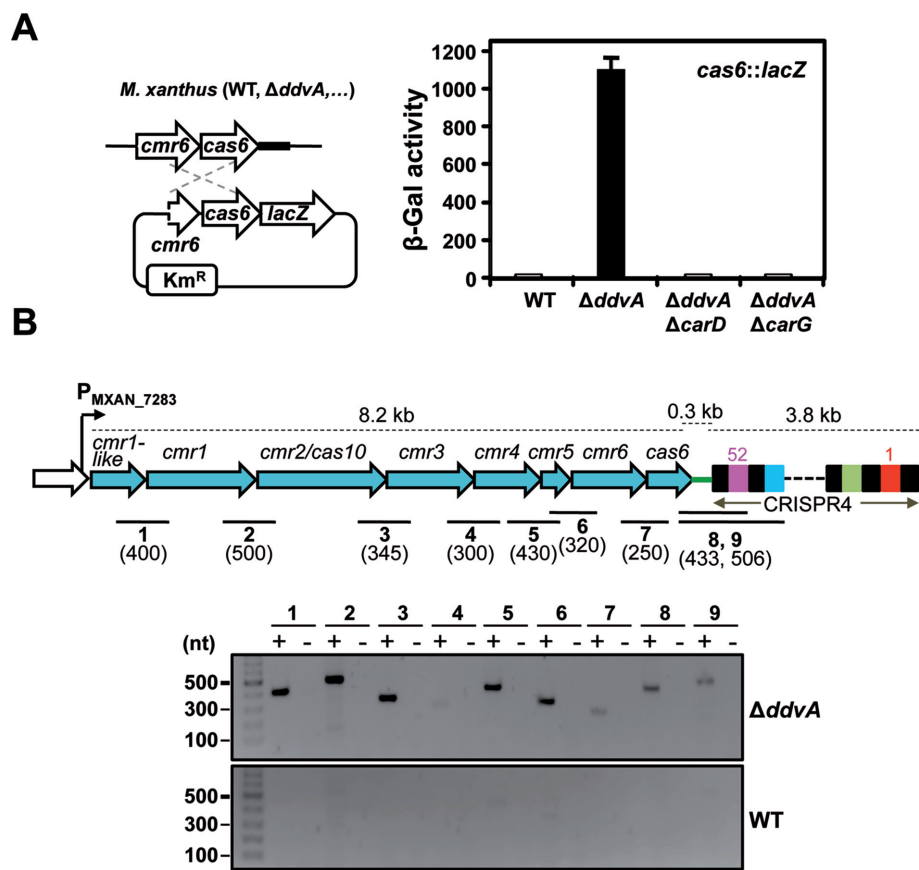 A
M. xanthus (WT, ΔddvA,...)
cmr6 cas6
cas6 lacZ
cmr6
KmR
cas6::lacZ
β-Gal activity
1200
1000
800
600
400
200
0
WT ΔddvA ΔddvA ΔddvA
ΔcarD ΔcarG
B
PMXAN_7283
8.2 kb 0.3 kb 3.8 kb
cmr1-like cmr1 cmr2/cas10 cmr3 cmr4 cmr5 cmr6 cas6 52 1
CRISPR4
1 2 3 4 5 6 7 8, 9
(400) (500) (345) (300) (430) (320) (250) (433, 506)
1 2 3 4 5 6 7 8 9
(nt) + - + - + - + - + - + - + - + - + -
500
300
100
ΔddvA
500
300
100
WT